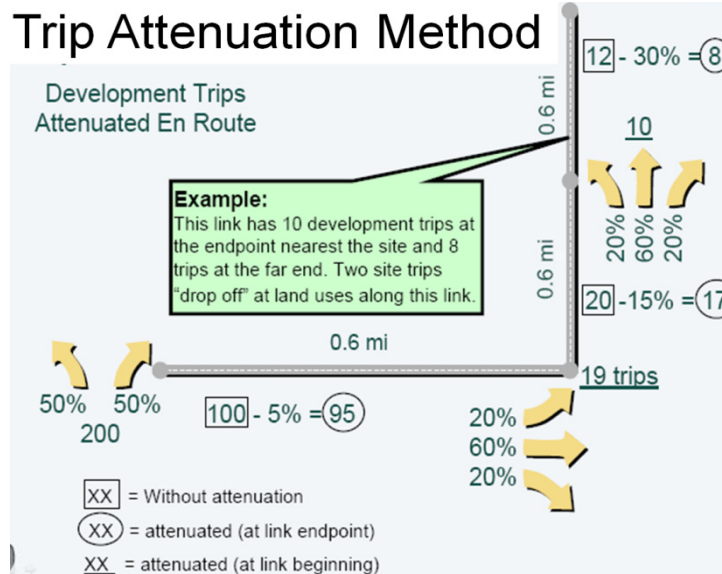 Trip Attenuation Method
Development Trips
Attenuated En Route
12 - 30% = 8
0.6 mi
10
Example:
This link has 10 development trips at
the endpoint nearest the site and 8
trips at the far end. Two site trips
“drop off” at land uses along this link.
20% 60% 20%
0.6 mi
20 -15% = 17
0.6 mi
19 trips
50% 50%
200
100 - 5% = 95
20%
60%
20%
XX = Without attenuation
XX = attenuated (at link endpoint)
XX = attenuated (at link beginning)